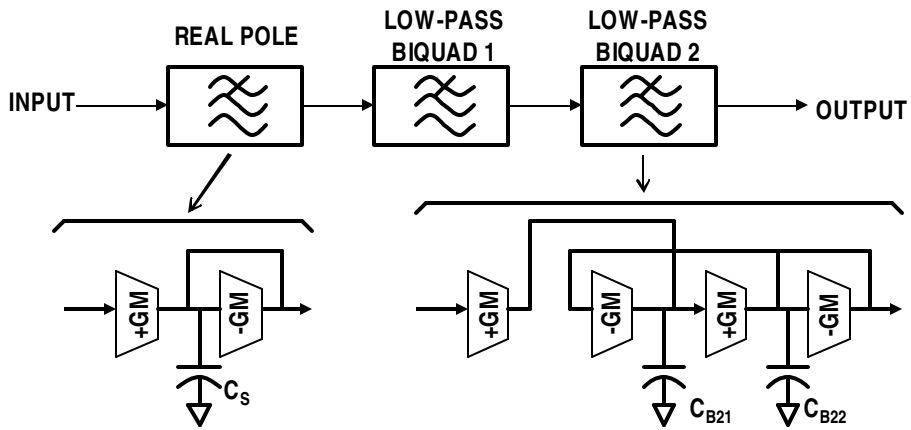 REAL POLE
LOW-PASS
BIQUAD 1
LOW-PASS
BIQUAD 2
INPUT
OUTPUT
+GM
-GM
CS
+GM
-GM
+GM
-GM
CB21
CB22